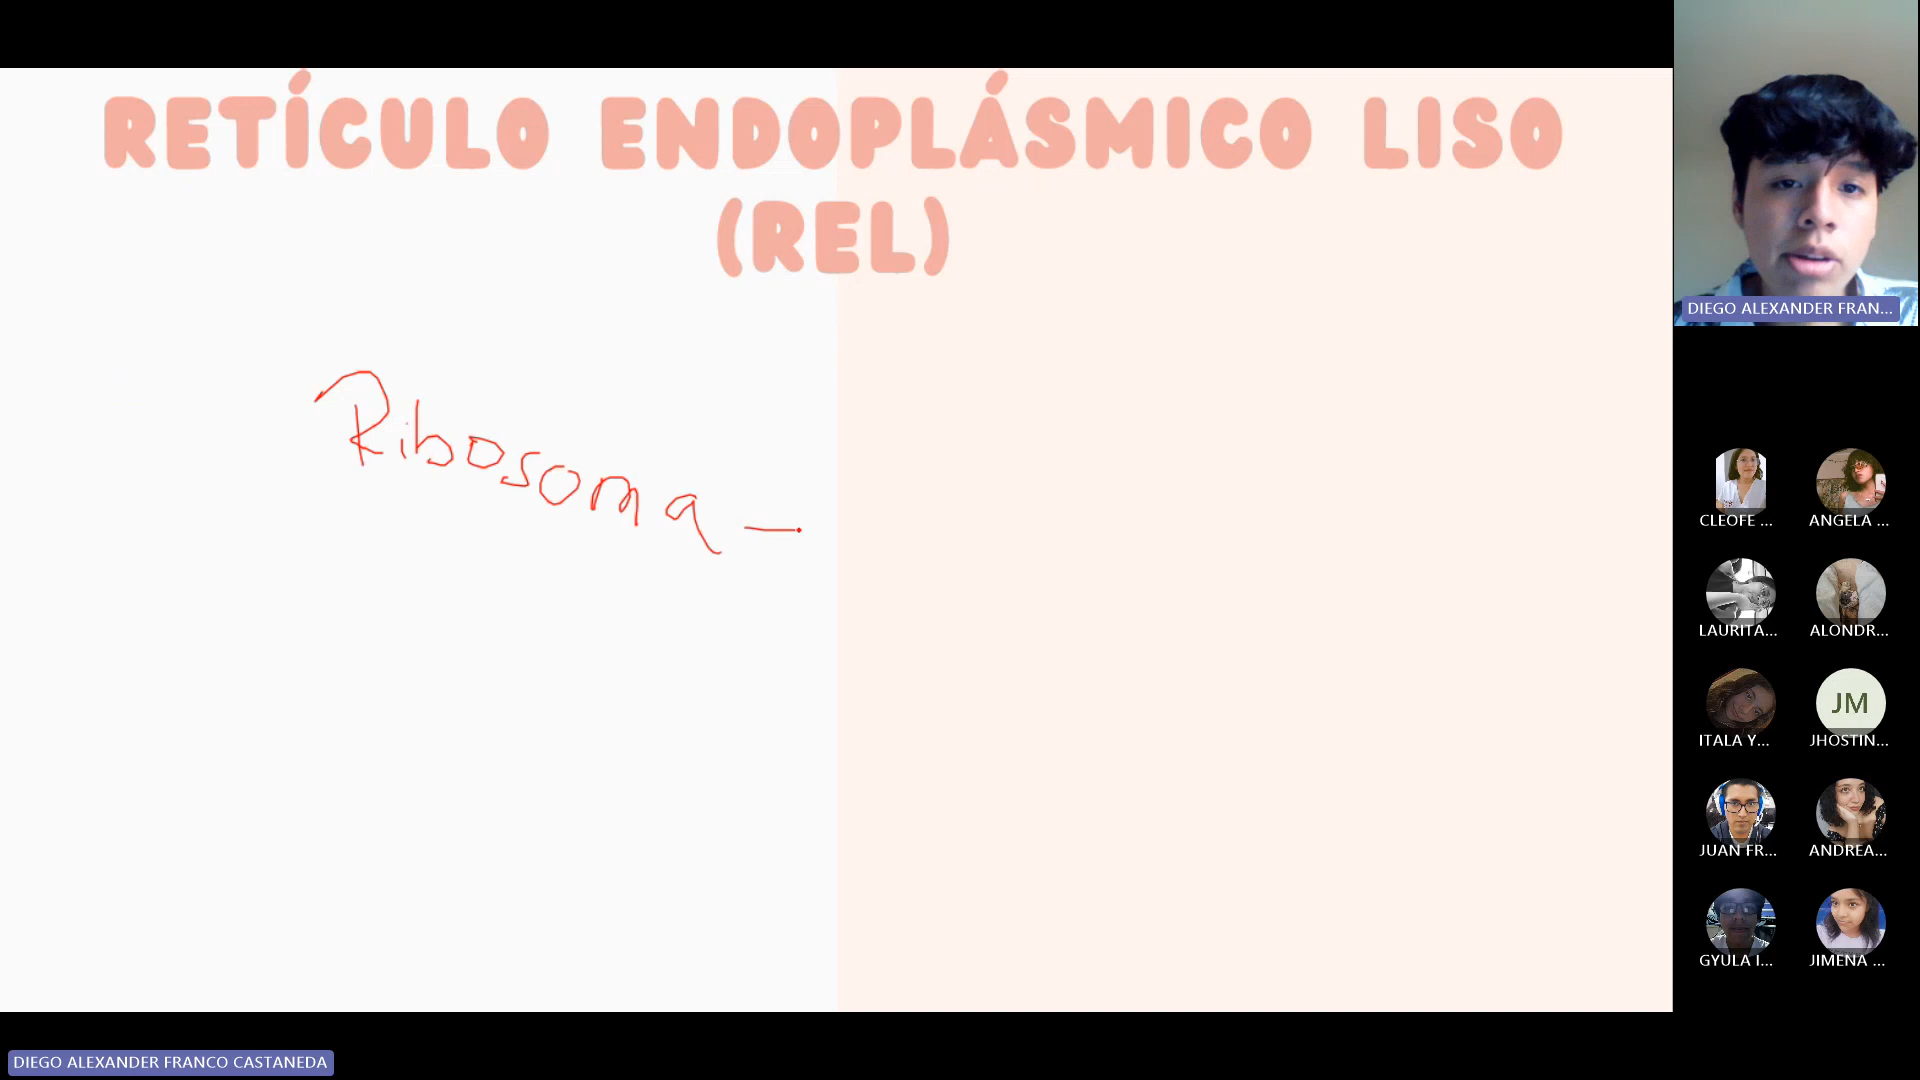 RETÍCULO ENDOPLÁSMICO LISO
(REL)
Ribosoma —
DIEGO ALEXANDER FRAN...
CLEOFE ...
ANGELA ...
LAURITA...
ALONDR...
ITALA Y...
JM
JHOSTIN...
JUAN FR...
ANDREA...
GYULA I...
JIMENA ...
DIEGO ALEXANDER FRANCO CASTANEDA